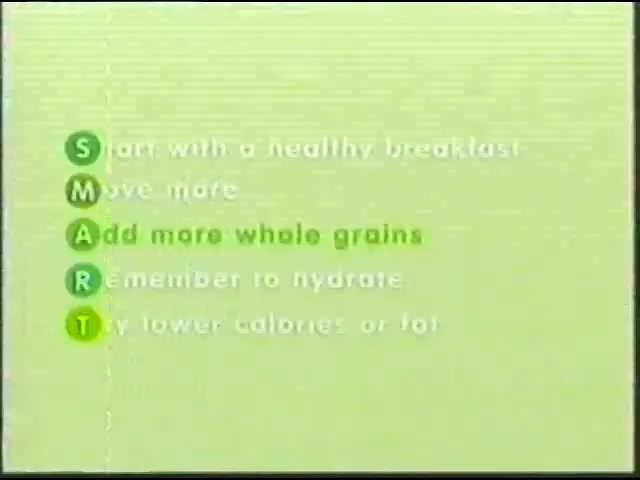 Start with a healthy breakfast
Move more
Add more whole grains
Remember to hydrate
Try lower calories or fat